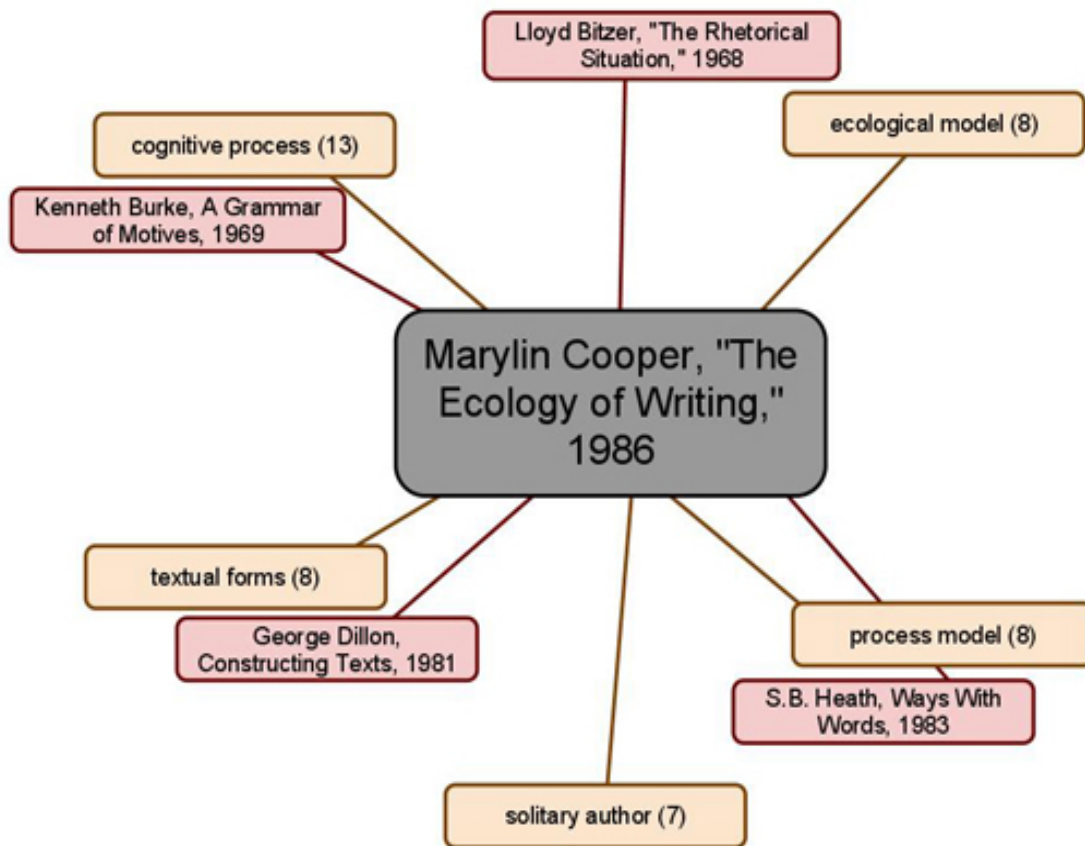 Lloyd Bitzer, "The Rhetorical
Situation," 1968
ecological model (8)
cognitive process (13)
Kenneth Burke, A Grammar
of Motives, 1969
Marylin Cooper, "The
Ecology of Writing,"
1986
textual forms (8)
George Dillon,
Constructing Texts, 1981
process model (8)
S.B. Heath, Ways With
Words, 1983
solitary author (7)